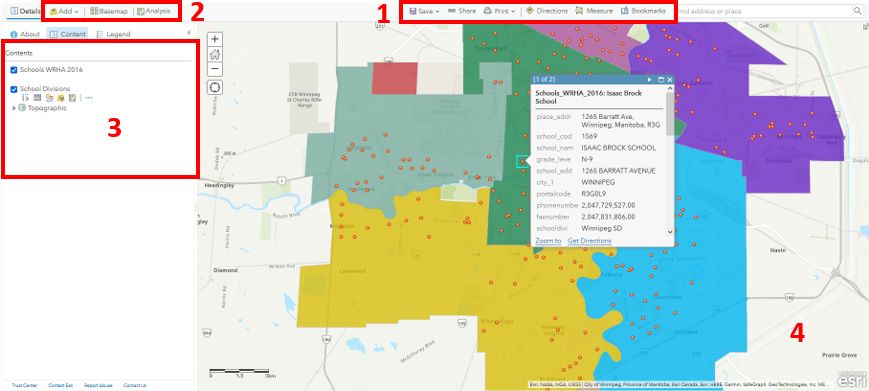 Details
Add
Basemap
Analysis
2
1
Save
Share
Print
Directions
Measure
Bookmarks
find address or place
About
Content
Legend
Contents
Schools WRHA 2016
School Divisions
Topographic
3
+
−
CFB Winnipeg
St Charles Rifle
Range
Headingley
Diamond
Wilkes Ave
McGillivray Blvd
Navin
Prairie Grove
(1 of 2)
Schools_WRHA_2016: Isaac Brock
School
place_addr 1265 Barratt Ave,
Winnipeg, Manitoba, R3G
school_cod 1569
school_nam ISAAC BROCK SCHOOL
grade_leve N-9
school_add 1265 BARRATT AVENUE
city_1 WINNIPEG
postalcode R3G0L9
phonenumbe 2,047,729,527.00
faxnumber 2,047,831,806.00
schooldivi Winnipeg SD
Zoom to Get Directions
4
0 1.5 3km
Esri, NASA, NGA, USGS | City of Winnipeg, Province of Manitoba, Esri Canada, Esri, HERE, Garmin, SafeGraph, GeoTechnologies, Inc, ME...
esri
Trust Center
Contact Esri
Report Abuse
Contact Us